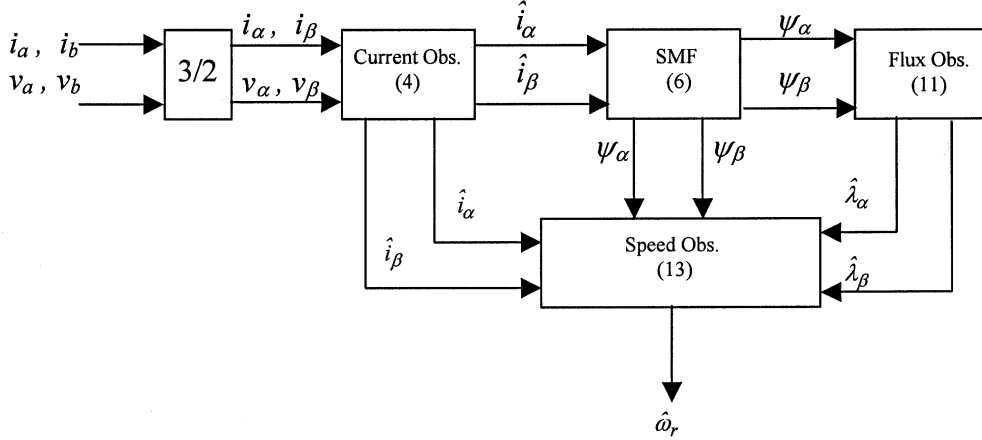 i_a , i_b
v_a , v_b
3/2
i_α , i_β
v_α , v_β
Current Obs.
(4)
î_α
î_β
SMF
(6)
ψ_α
ψ_β
Flux Obs.
(11)
ψ_α
ψ_β
î_α
î_β
Speed Obs.
(13)
λ̂_α
λ̂_β
ω̂_r